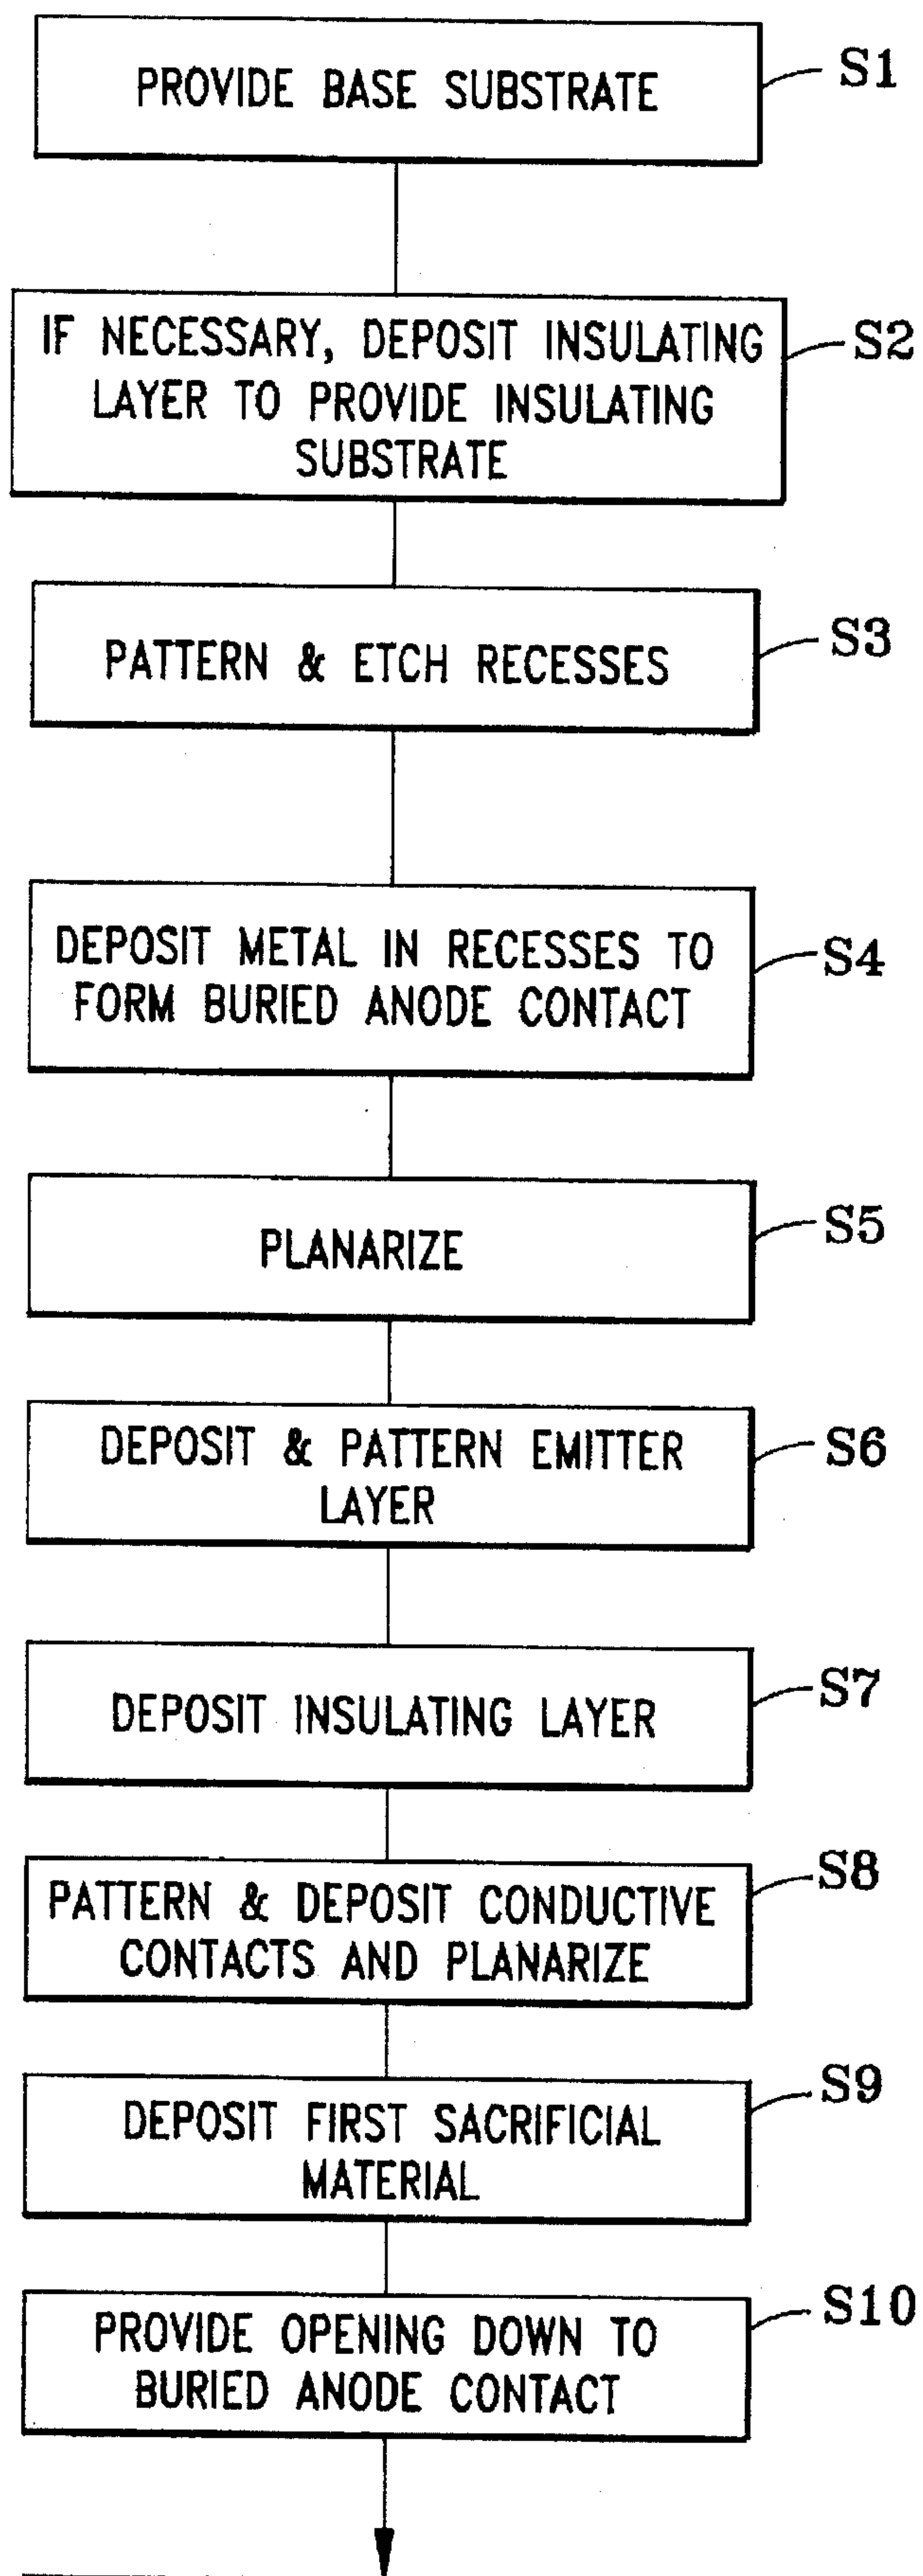 PROVIDE BASE SUBSTRATE
S1
IF NECESSARY, DEPOSIT INSULATING
LAYER TO PROVIDE INSULATING
SUBSTRATE
S2
PATTERN & ETCH RECESSES
S3
DEPOSIT METAL IN RECESSES TO
FORM BURIED ANODE CONTACT
S4
PLANARIZE
S5
DEPOSIT & PATTERN EMITTER
LAYER
S6
DEPOSIT INSULATING LAYER
S7
PATTERN & DEPOSIT CONDUCTIVE
CONTACTS AND PLANARIZE
S8
DEPOSIT FIRST SACRIFICIAL
MATERIAL
S9
PROVIDE OPENING DOWN TO
BURIED ANODE CONTACT
S10